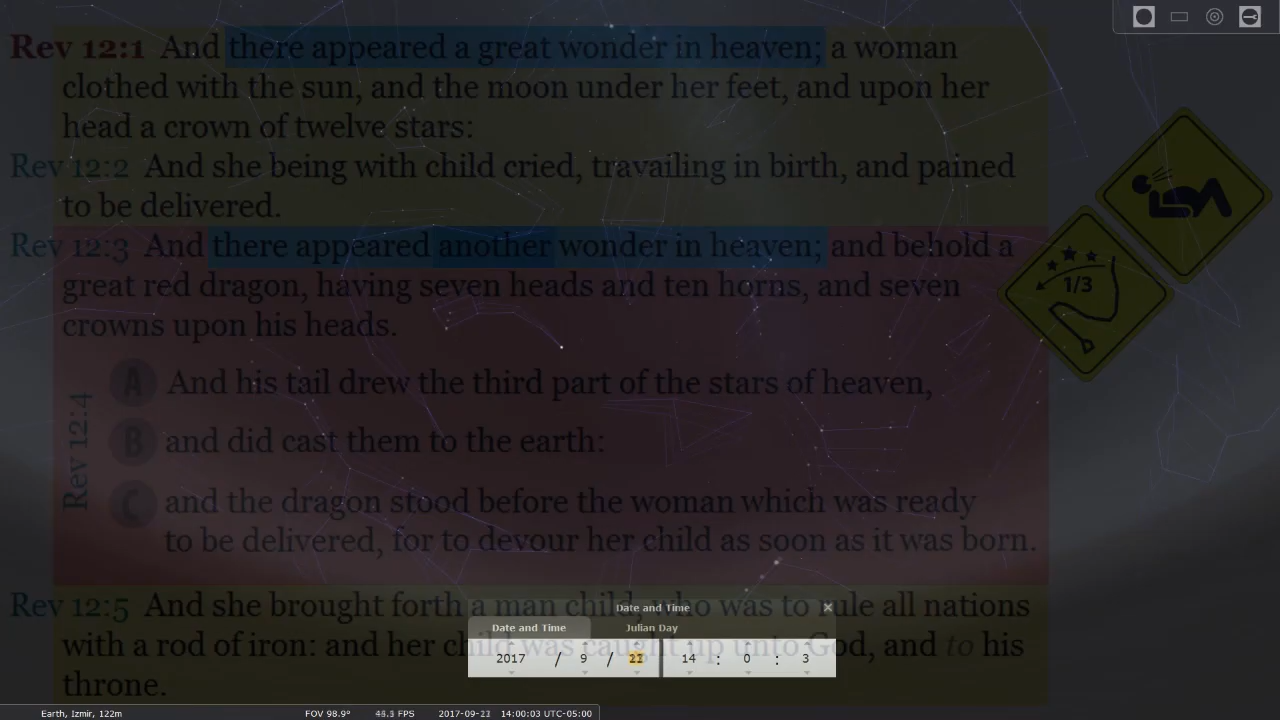 Rev 12:1 And there appeared a great wonder in heaven; a woman
clothed with the sun, and the moon under her feet, and upon her
head a crown of twelve stars:
Rev 12:2 And she being with child cried, travailing in birth, and pained
to be delivered.
Rev 12:3 And there appeared another wonder in heaven; and behold a
great red dragon, having seven heads and ten horns, and seven
crowns upon his heads.
1/3
Rev 12:4
A And his tail drew the third part of the stars of heaven,
B and did cast them to the earth:
C and the dragon stood before the woman which was ready
to be delivered, for to devour her child as soon as it was born.
Rev 12:5 And she brought forth a man child, who was to rule all nations
with a rod of iron: and her child was caught up unto God, and to his
throne.
Date and Time
Date and Time Julian Day
2017 / 9 / 14 : 0 : 3
Earth, Izmir, 122m FOV 98.9° FPS 14:00:03 UTC-05:00